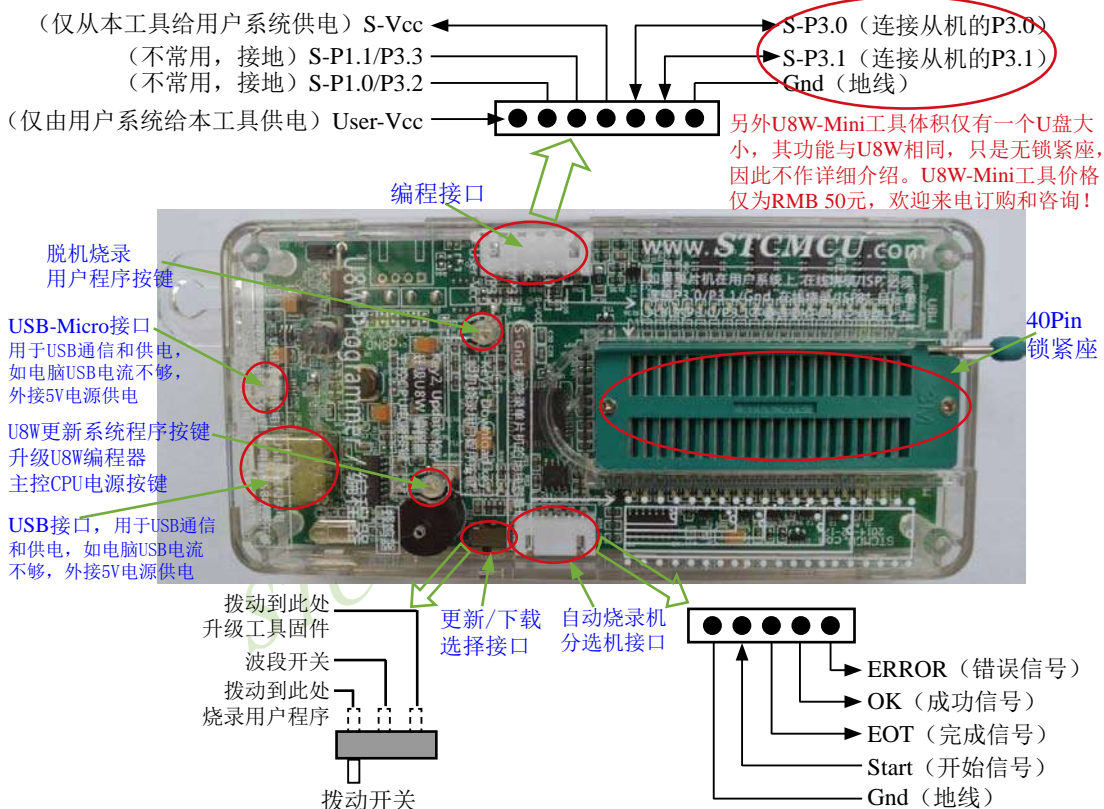 （仅从本工具给用户系统供电）S-Vcc
（不常用，接地）S-P1.1/P3.3
（不常用，接地）S-P1.0/P3.2
（仅由用户系统给本工具供电）User-Vcc
S-P3.0（连接从机的P3.0）
S-P3.1（连接从机的P3.1）
Gnd（地线）
另外U8W-Mini工具体积仅有一个U盘大
小，其功能与U8W相同，只是无锁紧座，
因此不作详细介绍。U8W-Mini工具价格
仅为RMB 50元，欢迎来电订购和咨询！
编程接口
脱机烧录
用户程序按键
USB-Micro接口
用于USB通信和供电，
如电脑USB电流不够，
外接5V电源供电
U8W更新系统程序按键
升级U8W编程器
主控CPU电源按键
USB接口，用于USB通信
和供电，如电脑USB电流
不够，外接5V电源供电
www.STCMCU.com
U8W Programmer/编程
40Pin
锁紧座
拨动到此处
升级工具固件
波段开关
拨动到此处
烧录用户程序
拨动开关
更新/下载
选择接口
自动烧录机
分选机接口
ERROR（错误信号）
OK（成功信号）
EOT（完成信号）
Start（开始信号）
Gnd（地线）